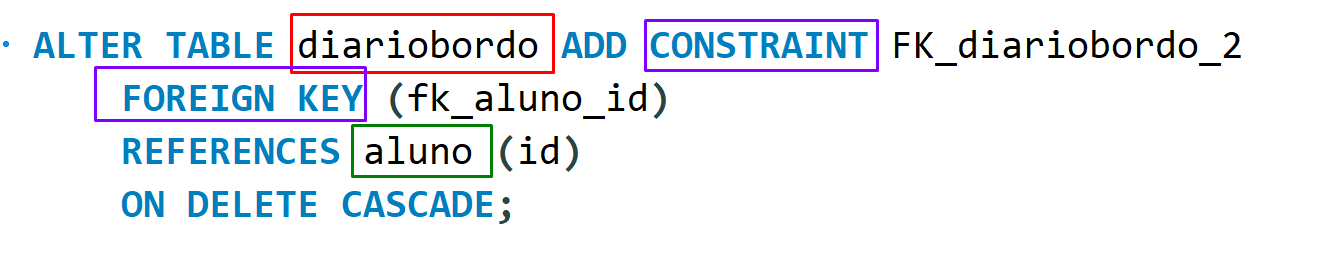 ALTER TABLE diariobordo ADD CONSTRAINT FK_diariobordo_2
FOREIGN KEY (fk_aluno_id)
REFERENCES aluno (id)
ON DELETE CASCADE;